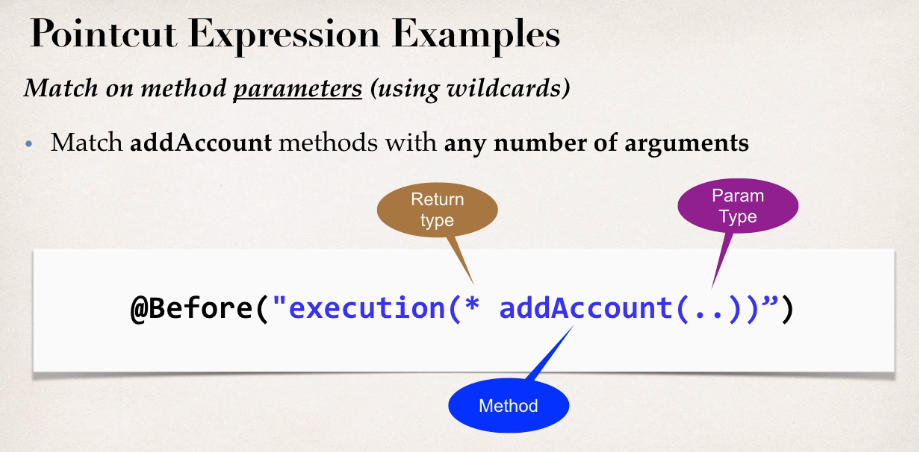 Pointcut Expression Examples
Match on method parameters (using wildcards)
• Match addAccount methods with any number of arguments
Return
type
Param
Type
@Before("execution(* addAccount(..))”)
Method